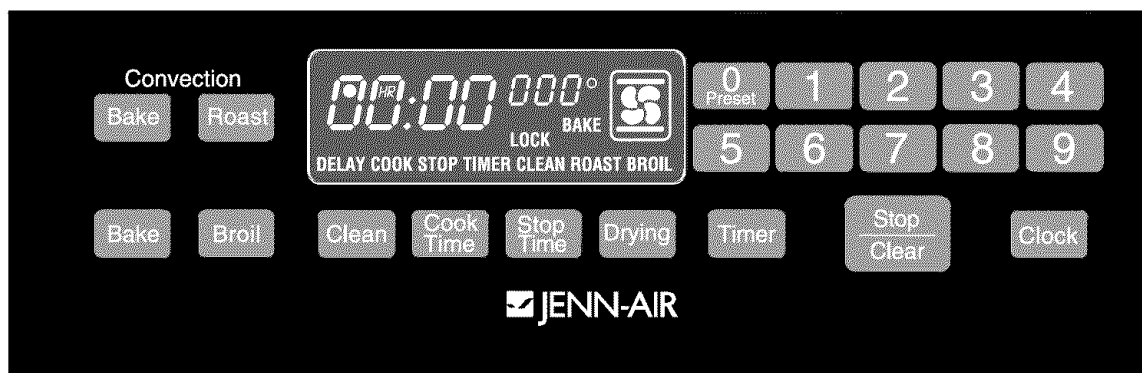 Convection
Bake Roast
00:00 HR 000°
BAKE
LOCK
DELAY COOK STOP TIMER CLEAN ROAST BROIL
0 1 2 3 4
Preset
5 6 7 8 9
Bake Broil Clean Cook Time Stop Time Drying Timer Stop Clear Clock
JENN-AIR